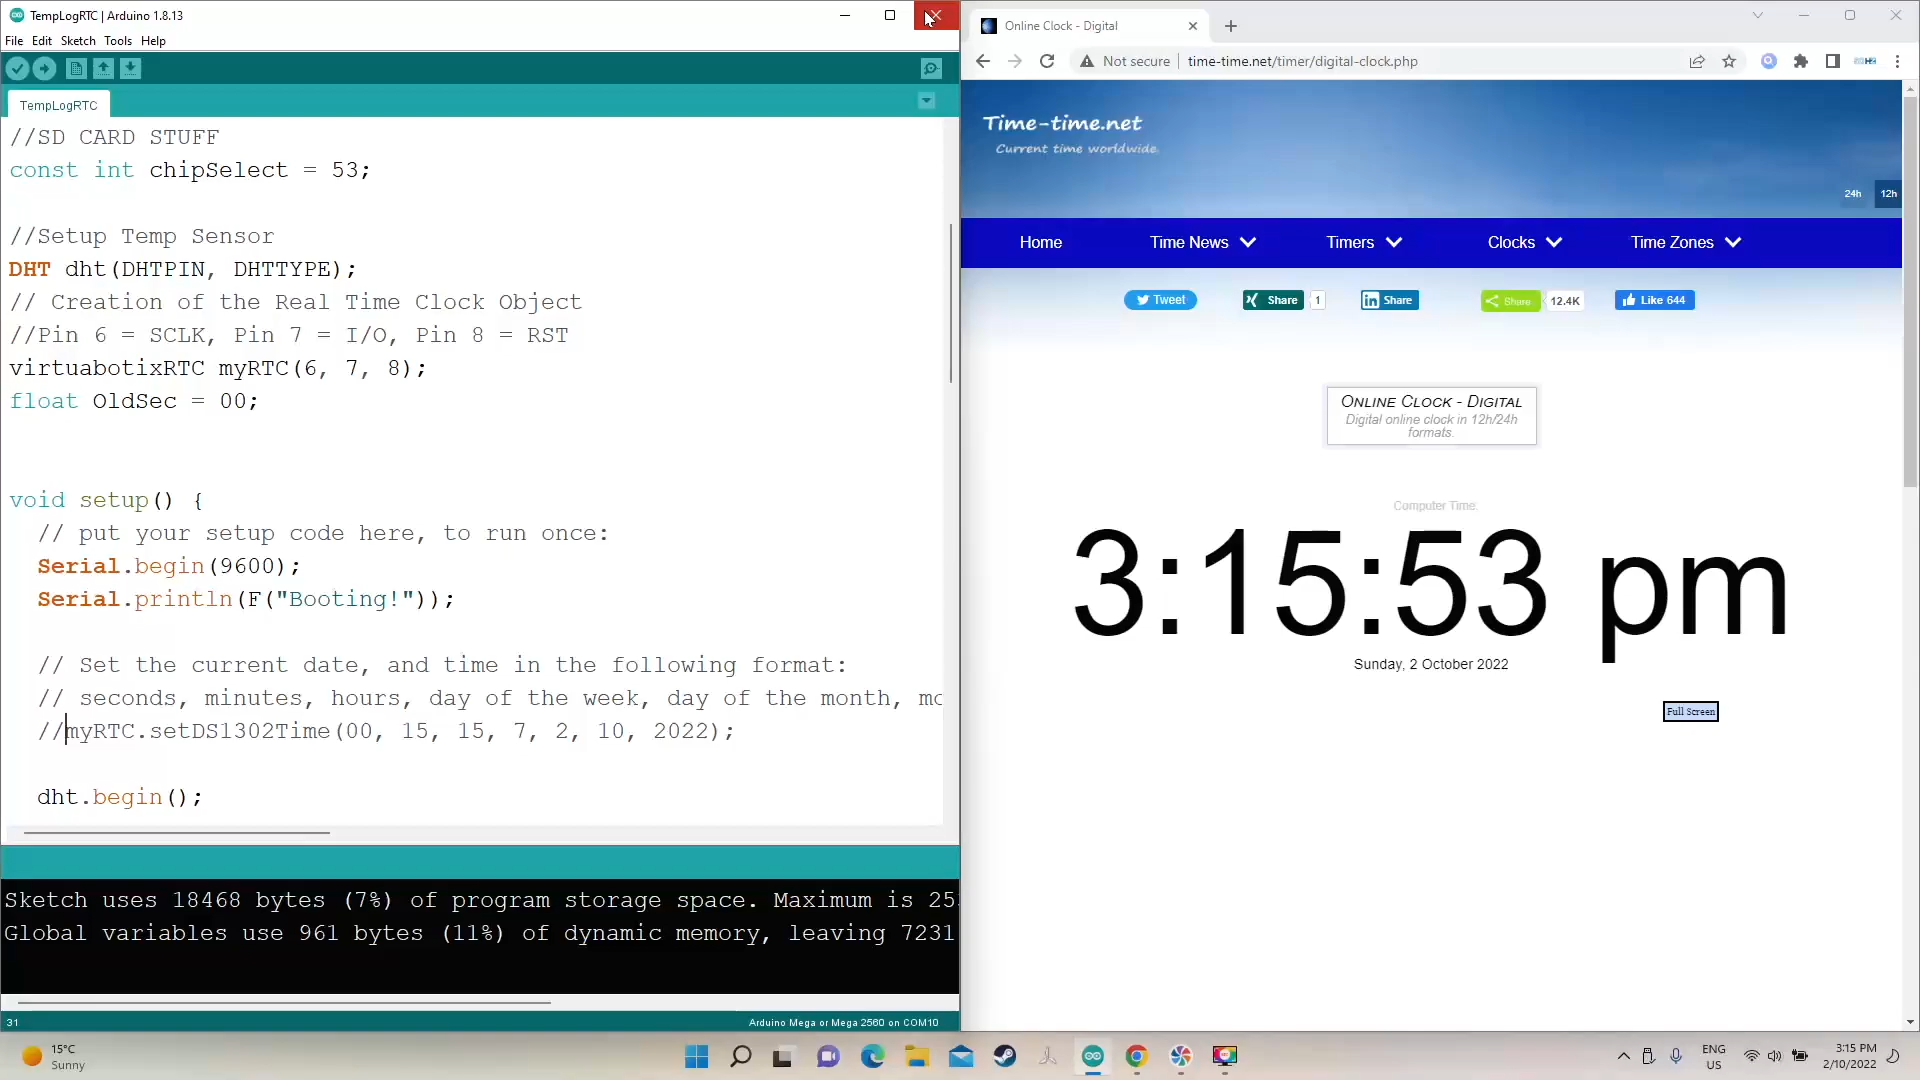 TempLogRTC | Arduino 1.8.13
File Edit Sketch Tools Help
TempLogRTC
//SD CARD STUFF
const int chipSelect = 53;
//Setup Temp Sensor
DHT dht(DHTPIN, DHTTYPE);
// Creation of the Real Time Clock Object
//Pin 6 = SCLK, Pin 7 = I/O, Pin 8 = RST
virtuabotixRTC myRTC(6, 7, 8);
float OldSec = 00;
void setup() {
// put your setup code here, to run once:
Serial.begin(9600);
Serial.println(F("Booting!"));
// Set the current date, and time in the following format:
// seconds, minutes, hours, day of the week, day of the month, mo
//myRTC.setDS1302Time(00, 15, 15, 7, 2, 10, 2022);
dht.begin();
Sketch uses 18468 bytes (7%) of program storage space. Maximum is 25
Global variables use 961 bytes (11%) of dynamic memory, leaving 7231
31
Arduino Mega or Mega 2560 on COM10
Online Clock - Digital
Not secure time-time.net/timer/digital-clock.php
Time-time.net
Current time worldwide.
24h 12h
Home Time News Timers Clocks Time Zones
Tweet Share 1 Share Share 12.4K Like 644
ONLINE CLOCK - DIGITAL
Digital online clock in 12h/24h
formats.
Computer Time:
3:15:53 pm
Sunday, 2 October 2022
Full Screen
15°C
Sunny
ENG
US
3:15 PM
2/10/2022